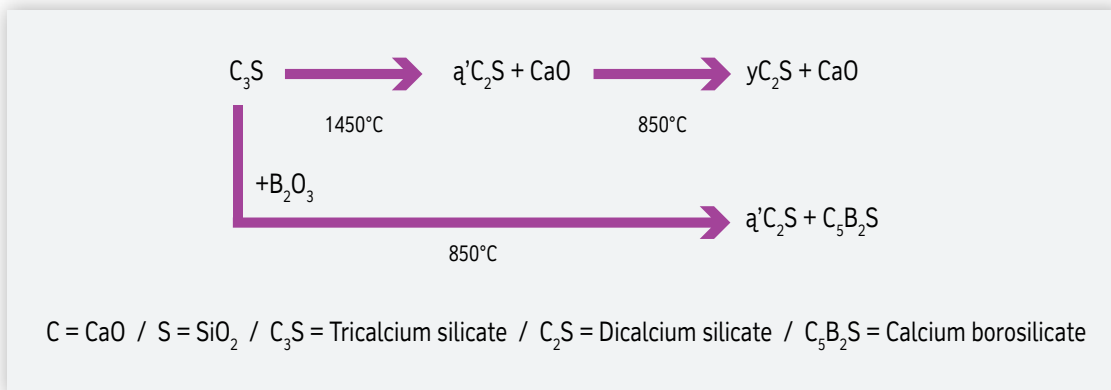 C₃S ą'C₂S + CaO yC₂S + CaO
1450°C 850°C
+B₂O₃
ą'C₂S + C₅B₂S
850°C
C = CaO / S = SiO₂ / C₃S = Tricalcium silicate / C₂S = Dicalcium silicate / C₅B₂S = Calcium borosilicate